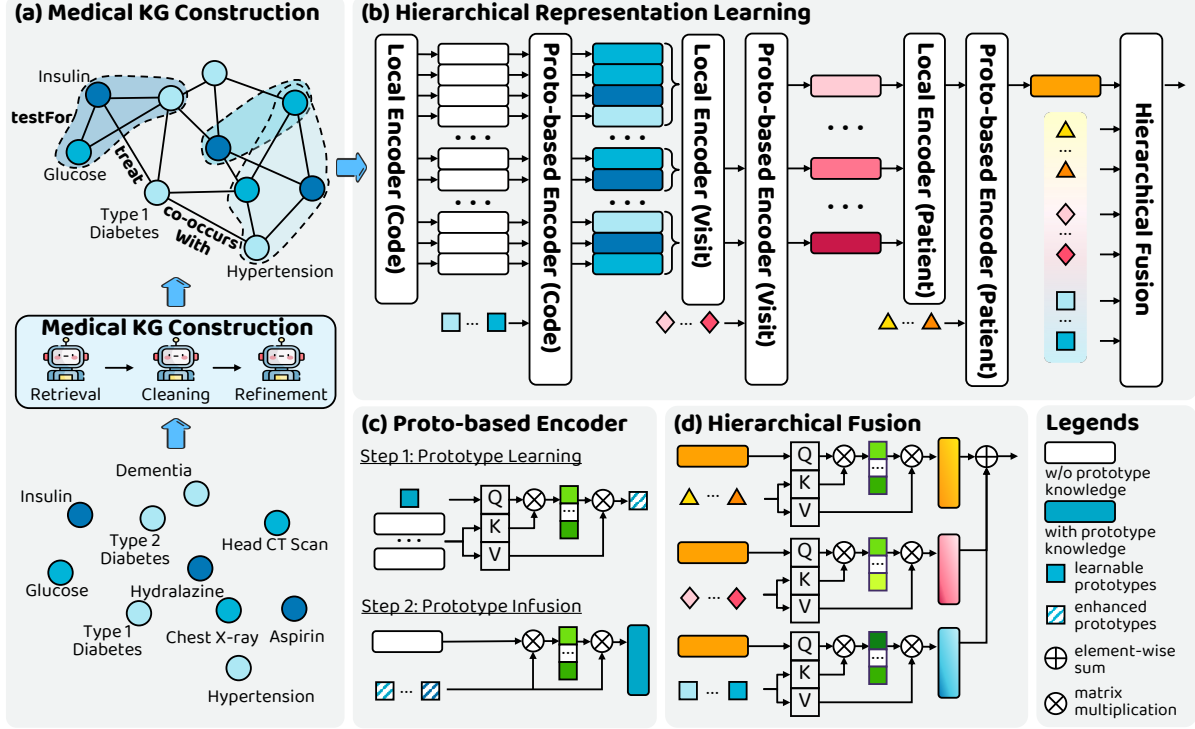 (a) Medical KG Construction
Insulin
testFor
Glucose
treat
Type 1
Diabetes
co-occurs
With
Hypertension
Medical KG Construction
Retrieval
Cleaning
Refinement
Dementia
Insulin
Type 2
Diabetes
Head CT Scan
Glucose
Hydralazine
Type 1
Diabetes
Chest X-ray
Aspirin
Hypertension
(b) Hierarchical Representation Learning
Local Encoder (Code)
Proto-based Encoder (Code)
Local Encoder (Visit)
Proto-based Encoder (Visit)
Local Encoder (Patient)
Proto-based Encoder (Patient)
Hierarchical Fusion
...
...
...
...
...
...
...
...
...
...
...
...
(c) Proto-based Encoder
Step 1: Prototype Learning
Q
K
V
...
...
Step 2: Prototype Infusion
...
...
(d) Hierarchical Fusion
Q
K
V
...
...
Q
K
V
...
...
Q
K
V
...
...
Legends
w/o prototype
knowledge
with prototype
knowledge
learnable
prototypes
enhanced
prototypes
element-wise
sum
matrix
multiplication